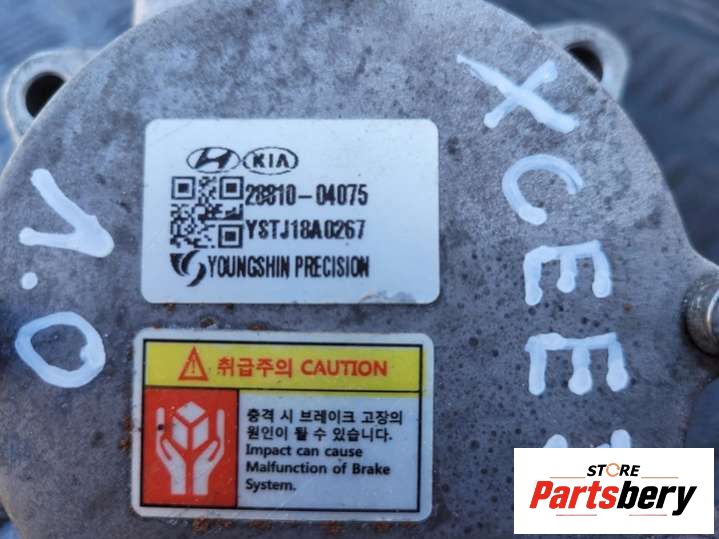 KIA
28810-04075
YSTJ18A0267
YOUNGSHIN PRECISION
취급주의 CAUTION
충격 시 브레이크 고장의
원인이 될 수 있습니다.
Impact can cause
Malfunction of Brake
System.
1.0
XCEE
STORE
Partsbery